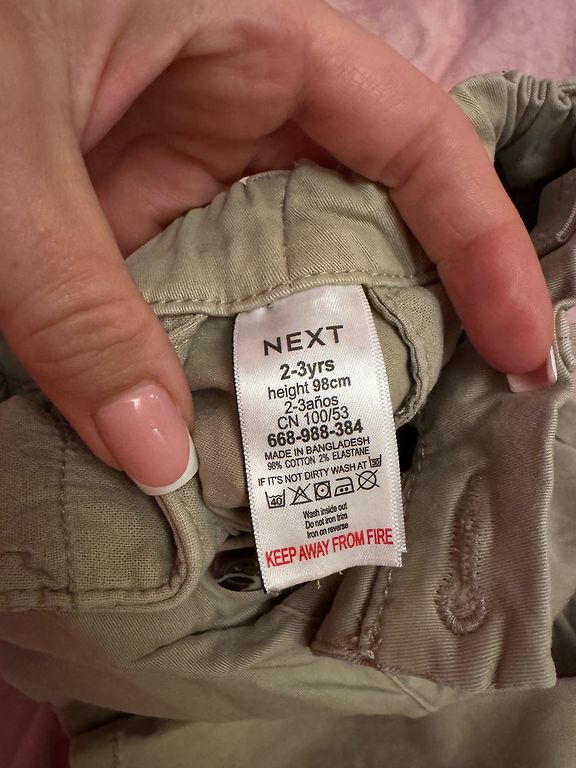 NEXT
2-3yrs
height 98cm
2-3años
CN 100/53
668-988-384
MADE IN BANGLADESH
98% COTTON 2% ELASTANE
IF IT'S NOT DIRTY WASH AT 30
40
Wash inside out
Do not iron trim
Iron on reverse
KEEP AWAY FROM FIRE